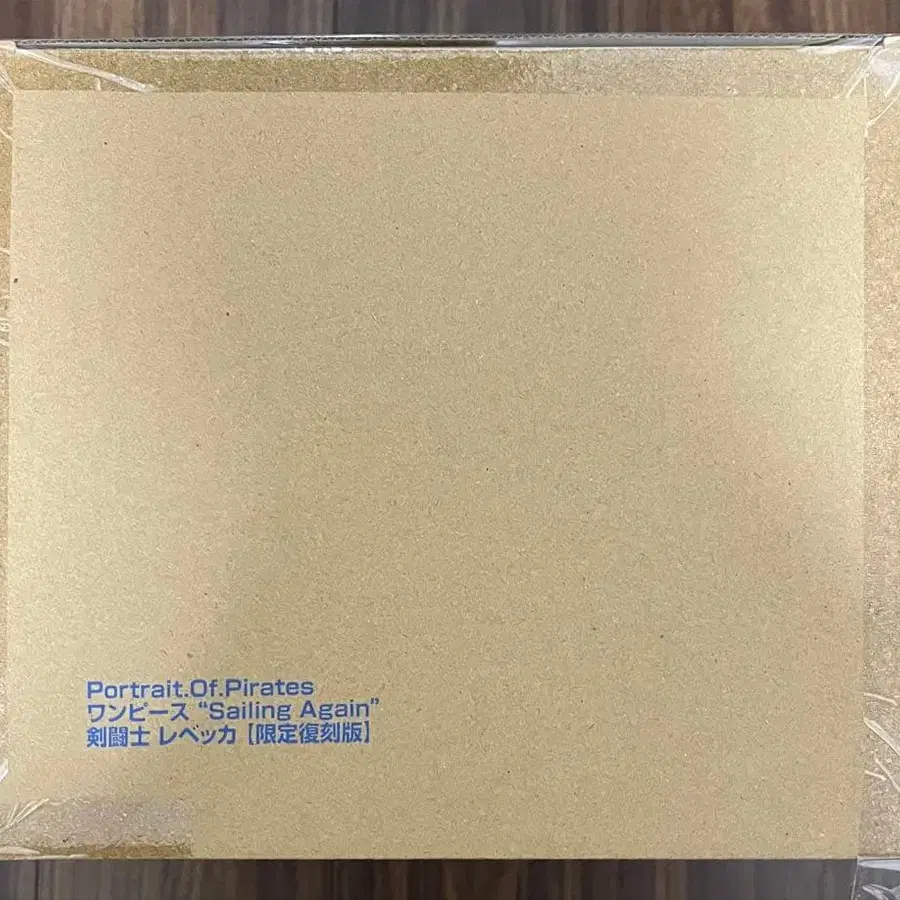 Portrait.Of.Pirates
ワンピース “Sailing Again”
剣闘士 レベッカ【限定復刻版】